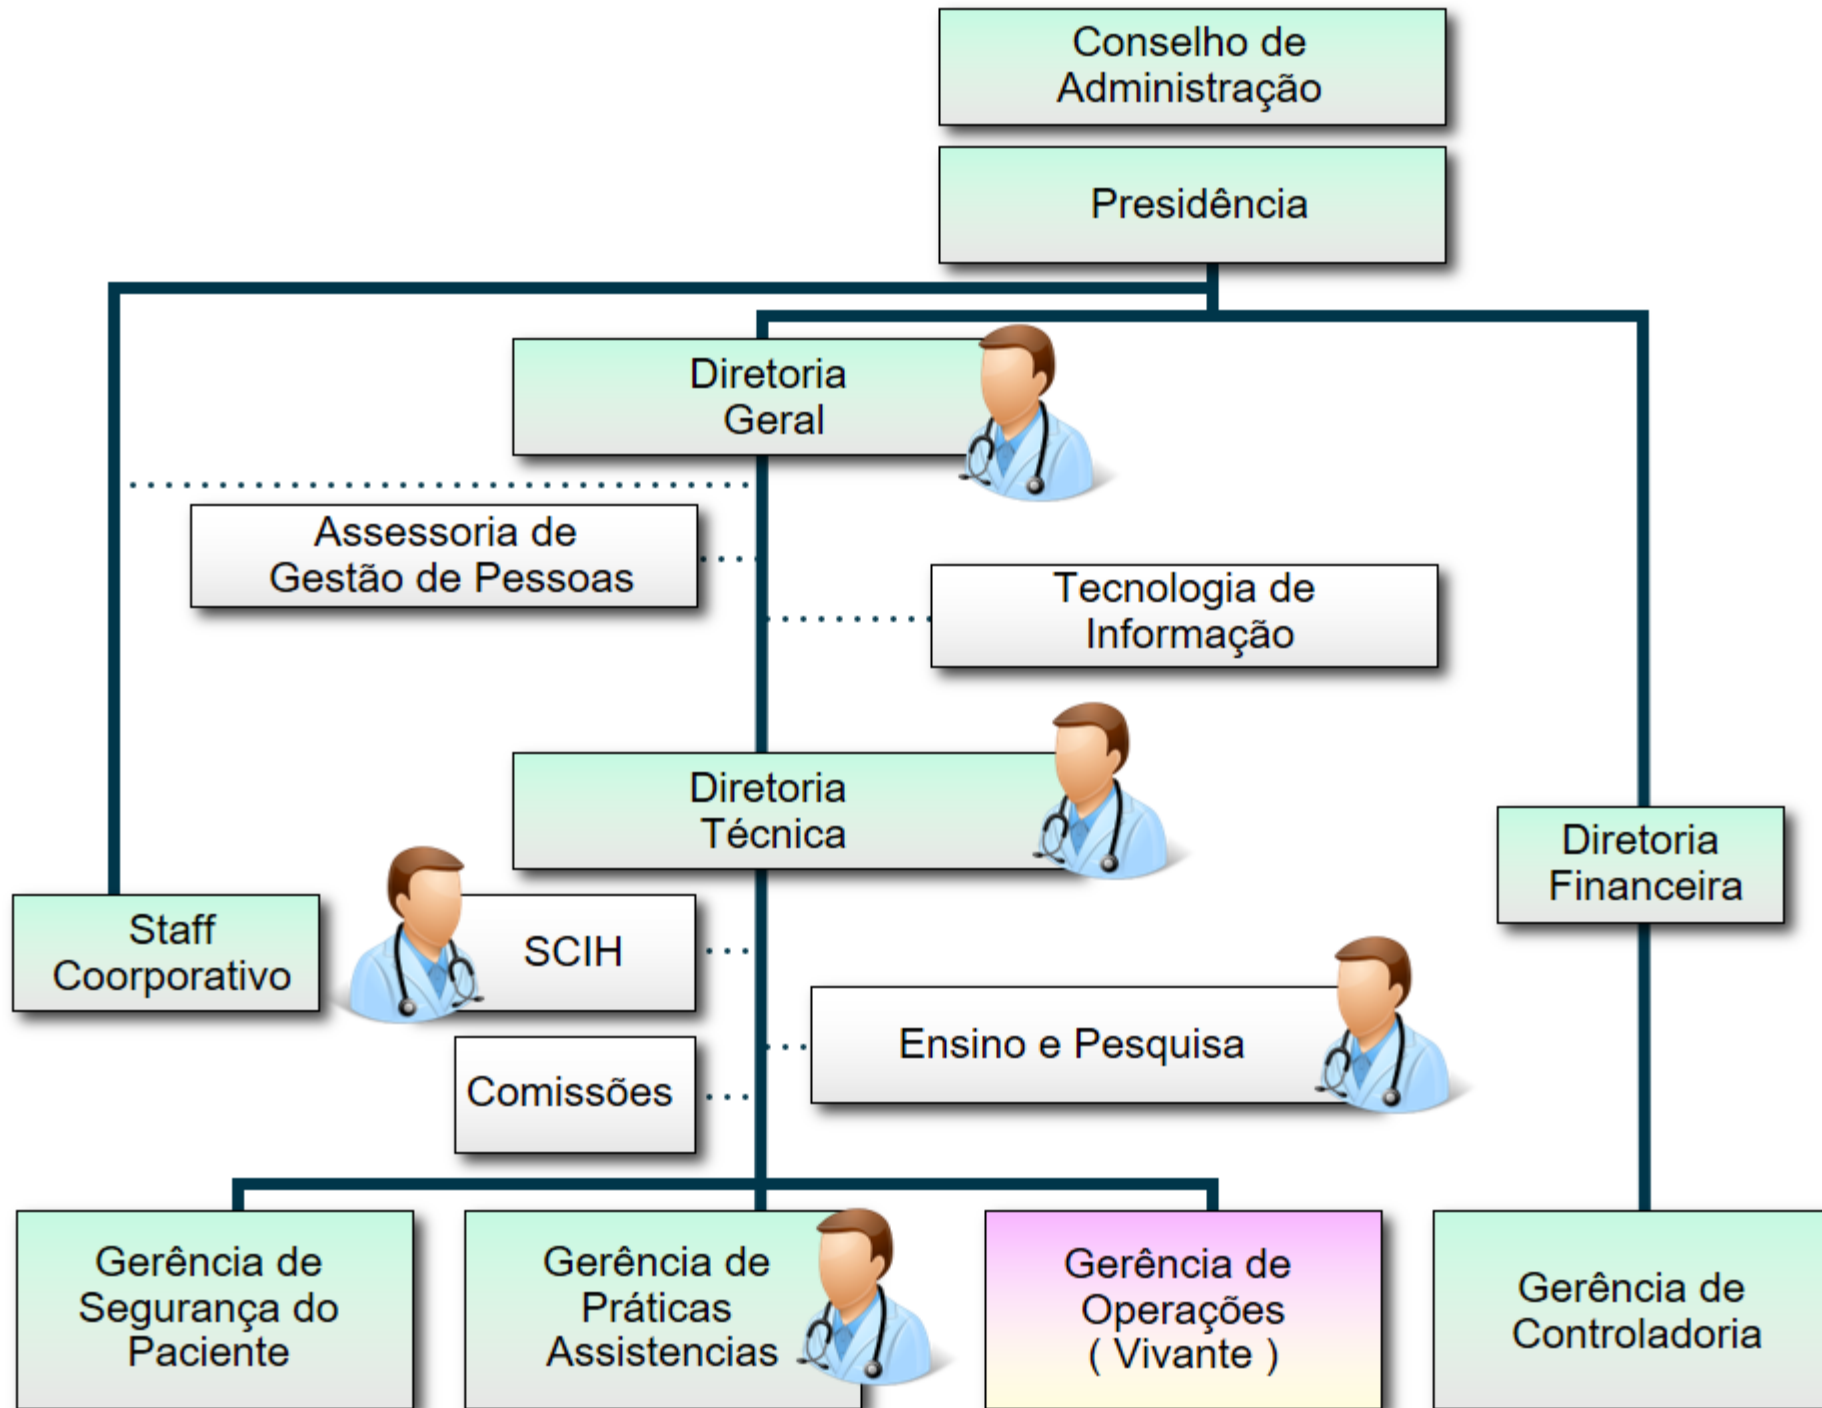 Conselho de
Administração
Presidência
Diretoria
Geral
Assessoria de
Gestão de Pessoas
Tecnologia de
Informação
Diretoria
Técnica
Diretoria
Financeira
Staff
Coorporativo
SCIH
Ensino e Pesquisa
Comissões
Gerência de
Segurança do
Paciente
Gerência de
Práticas
Assistencias
Gerência de
Operações
( Vivante )
Gerência de
Controladoria